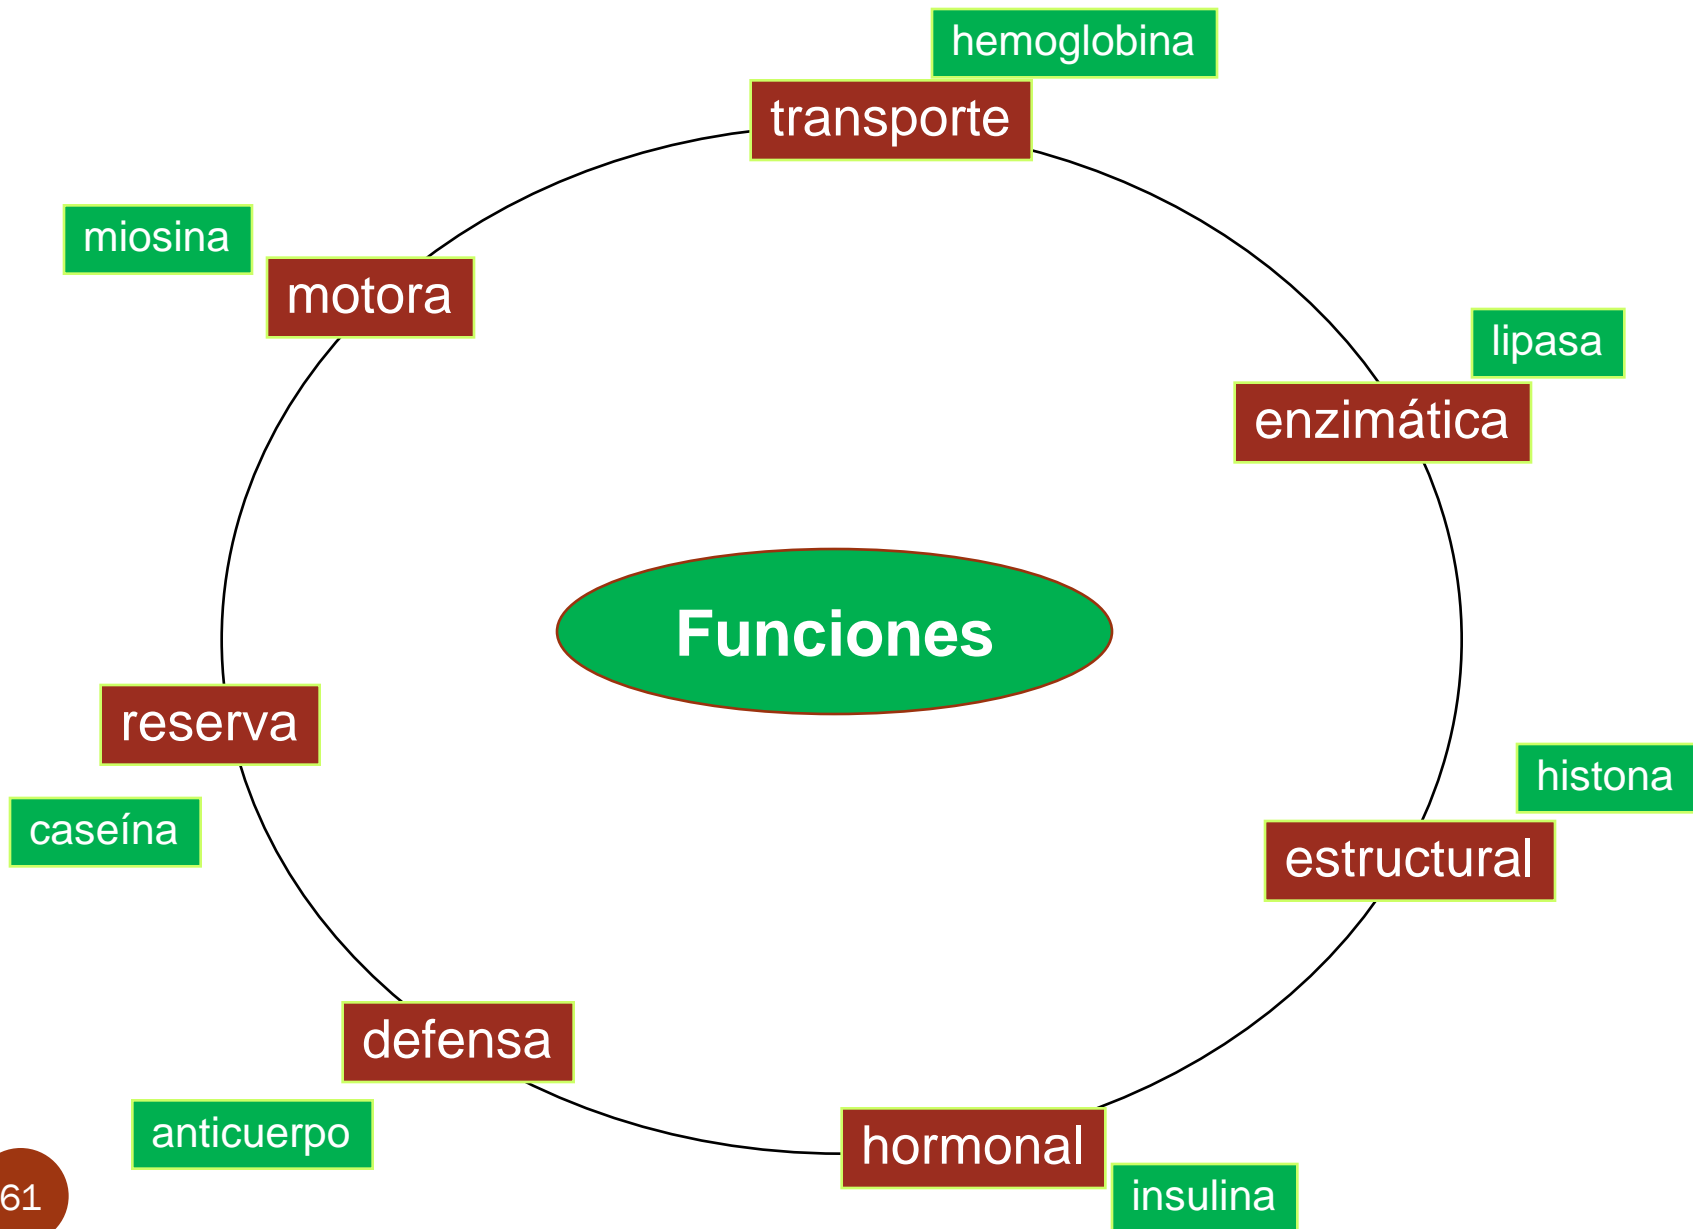 hemoglobina
transporte
miosina
motora
lipasa
enzimática
Funciones
reserva
caseína
histona
estructural
defensa
anticuerpo
hormonal
insulina
61